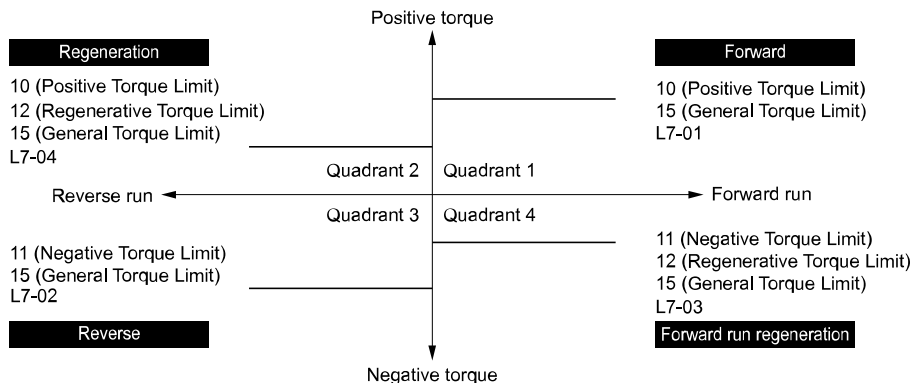 Positive torque
Regeneration
10 (Positive Torque Limit)
12 (Regenerative Torque Limit)
15 (General Torque Limit)
L7-04
Forward
10 (Positive Torque Limit)
15 (General Torque Limit)
L7-01
Quadrant 2
Quadrant 1
Reverse run
Forward run
Quadrant 3
Quadrant 4
11 (Negative Torque Limit)
15 (General Torque Limit)
L7-02
Reverse
11 (Negative Torque Limit)
12 (Regenerative Torque Limit)
15 (General Torque Limit)
L7-03
Forward run regeneration
Negative torque